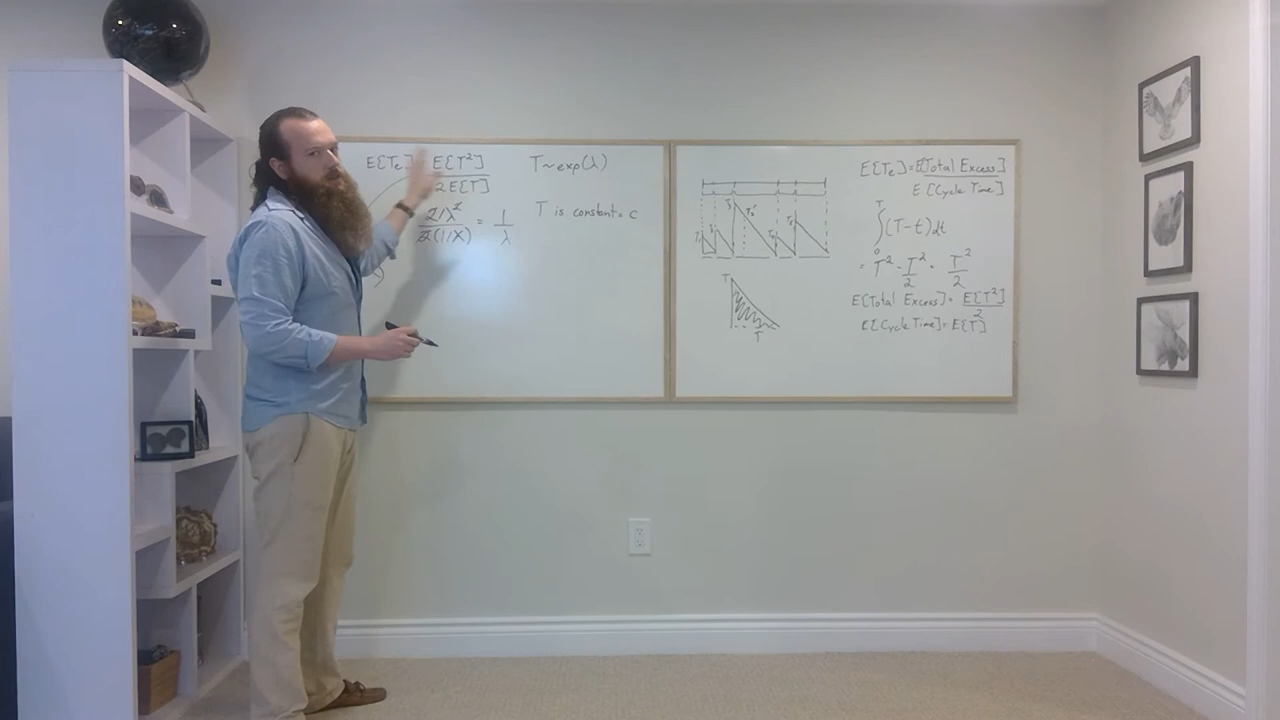 E[Te] E[T²]
2E[T]
2/λ² = 1
2(1/λ) λ
T~exp(λ)
T is constant = c
T
T
E[Te] = E[Total Excess]
E[Cycle Time]
T
∫(T-t)dt
0
= T² - T² = T²
2 2
E[Total Excess] = E[T²]
2
E[Cycle Time] = E[T]